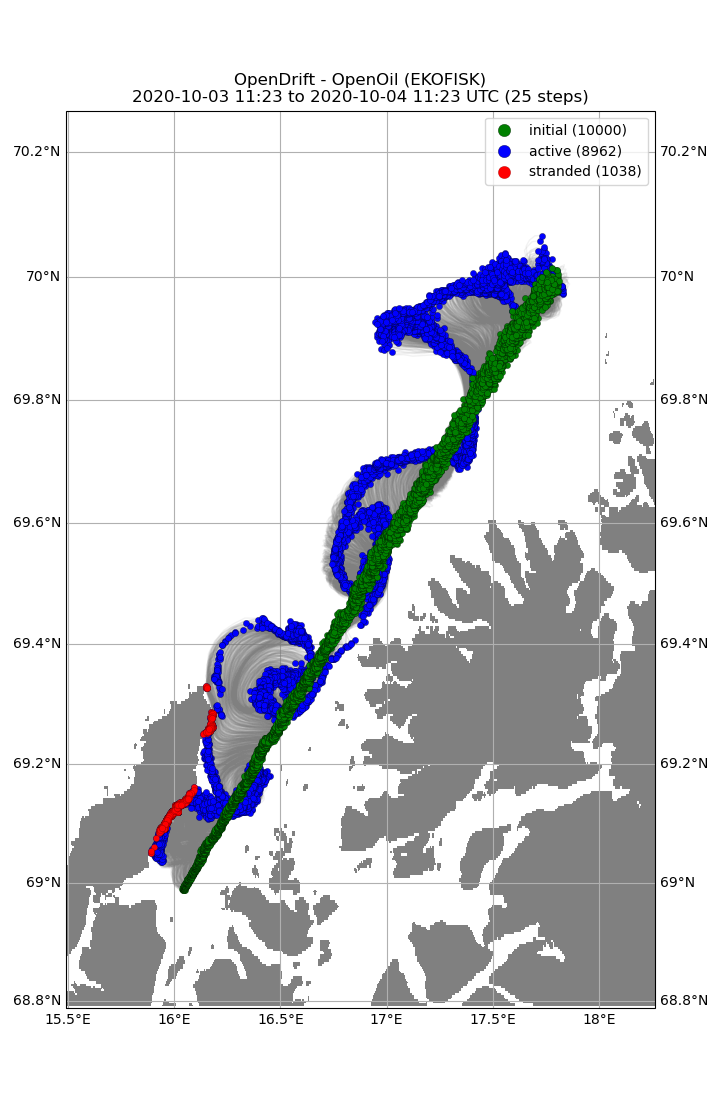 OpenDrift - OpenOil (EKOFISK)
2020-10-03 11:23 to 2020-10-04 11:23 UTC (25 steps)
initial (10000)
active (8962)
stranded (1038)
70.2°N 70.2°N
70°N 70°N
69.8°N 69.8°N
69.6°N 69.6°N
69.4°N 69.4°N
69.2°N 69.2°N
69°N 69°N
68.8°N 68.8°N
15.5°E 16°E 16.5°E 17°E 17.5°E 18°E